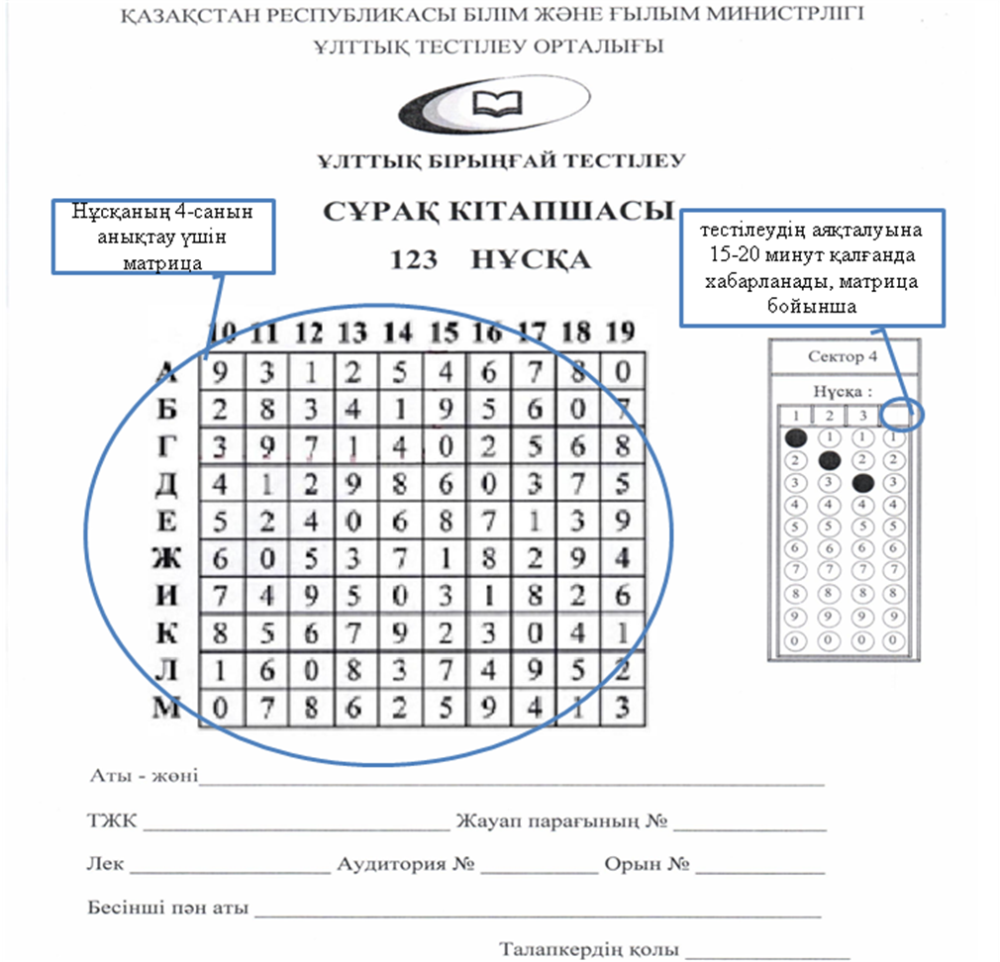 ҚАЗАҚСТАН РЕСПУБЛИКАСЫ БІЛІМ ЖӘНЕ ҒЫЛЫМ МИНИСТРЛІГІ
ҰЛТТЫҚ ТЕСТІЛЕУ ОРТАЛЫҒЫ
ҰЛТТЫҚ БІРЫҢҒАЙ ТЕСТІЛЕУ
СҰРАҚ КІТАПШАСЫ
123 НҰСҚА
Нұсқаның 4-санын
анықтау үшін
матрица
тестілеудің аяқталуына
15-20 минут қалғанда
хабарланады, матрица
бойынша
10 11 12 13 14 15 16 17 18 19
А 9 3 1 2 5 4 6 7 8 0
Б 2 8 3 4 1 9 5 6 0 7
Г 3 9 7 1 4 0 2 5 6 8
Д 4 1 2 9 8 6 0 3 7 5
Е 5 2 4 0 6 8 7 1 3 9
Ж 6 0 5 3 7 1 8 2 9 4
И 7 4 9 5 0 3 1 8 2 6
К 8 5 6 7 9 2 3 0 4 1
Л 1 6 0 8 3 7 4 9 5 2
М 0 7 8 6 2 5 9 4 1 3
Сектор 4
Нұсқа :
1 2 3
1 1 1
2 2 2
3 3 3
4 4 4 4
5 5 5 5
6 6 6 6
7 7 7 7
8 8 8 8
9 9 9 9
0 0 0 0
Аты - жөні
ТЖК Жауап парағының №
Лек Аудитория № Орын №
Бесінші пән аты
Талапкердің қолы